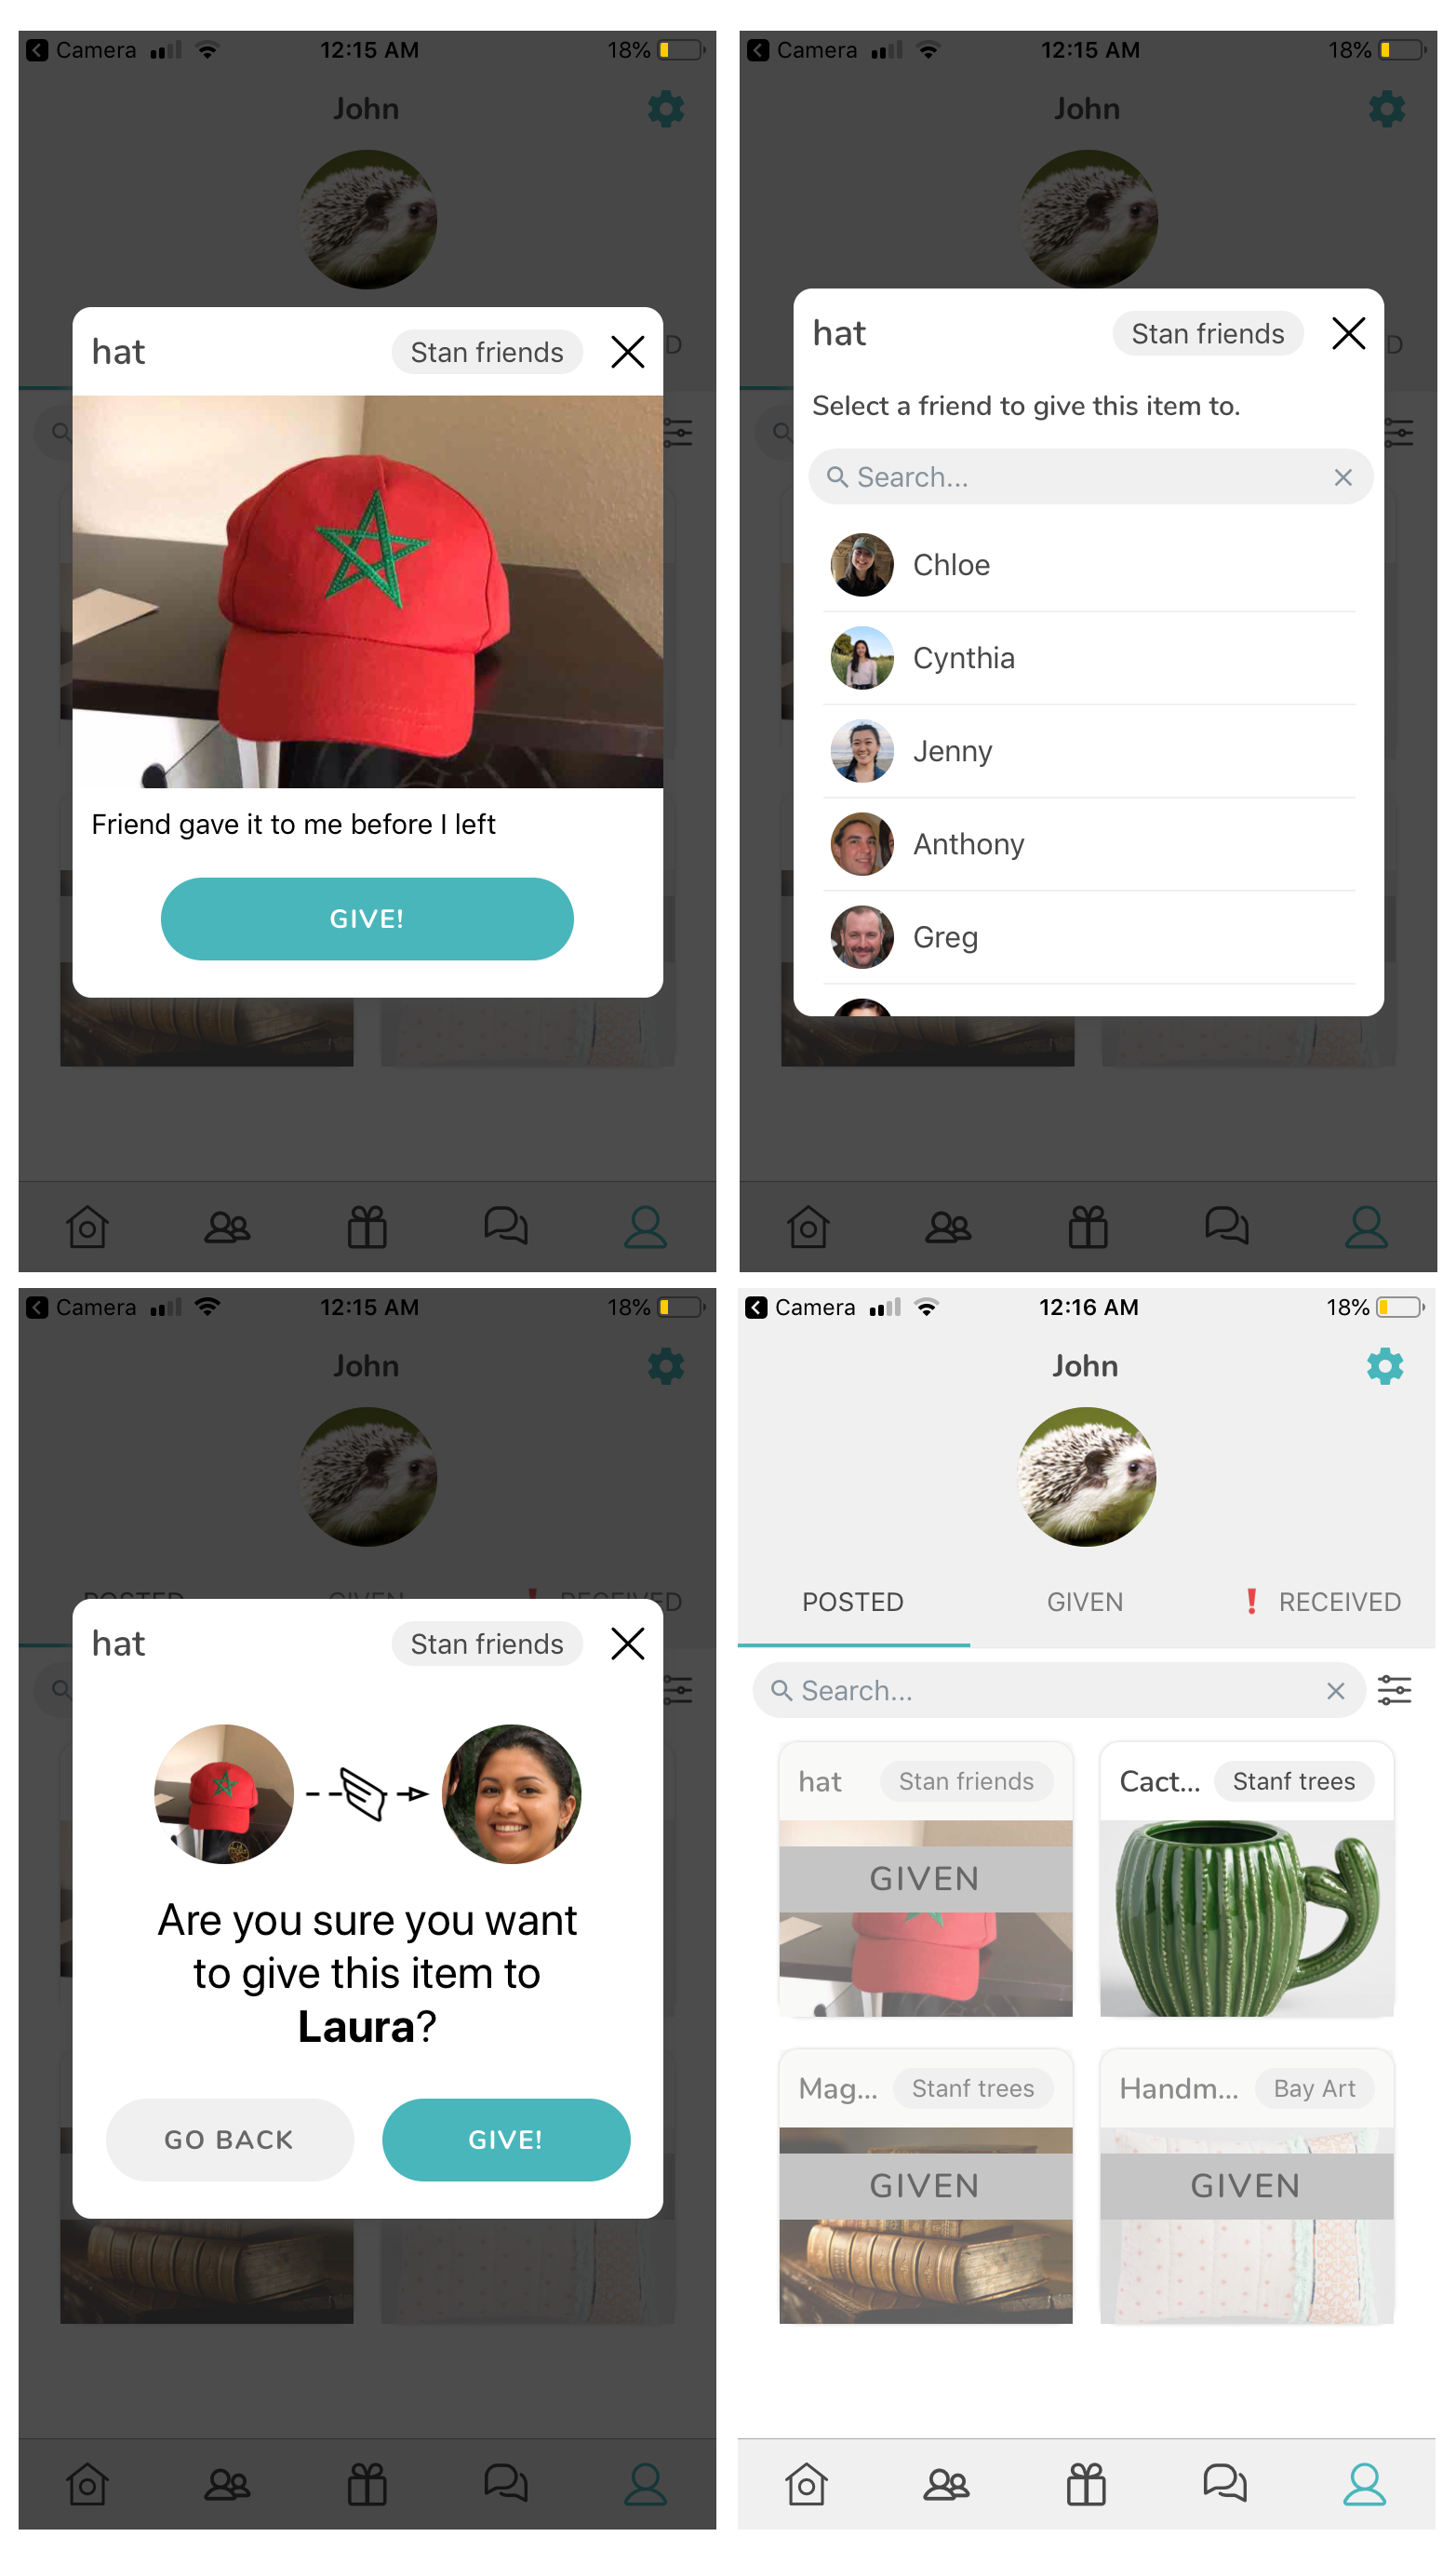 Camera 12:15 AM 18%
John
hat Stan friends
D
Friend gave it to me before I left
GIVE!
Camera 12:15 AM 18%
John
hat Stan friends
D
Select a friend to give this item to.
Search...
Chloe
Cynthia
Jenny
Anthony
Greg
Camera 12:15 AM 18%
John
POSTED GIVEN ! RECEIVED
hat Stan friends
Are you sure you want
to give this item to
Laura?
GO BACK GIVE!
Camera 12:16 AM 18%
John
POSTED GIVEN ! RECEIVED
Search...
hat Stan friends Cact... Stanf trees
GIVEN
Mag... Stanf trees Handm... Bay Art
GIVEN GIVEN